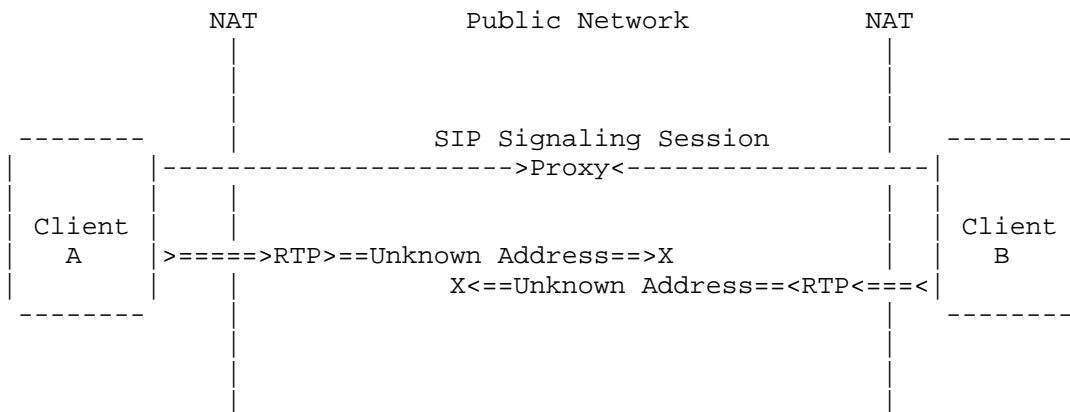 NAT Public Network NAT
SIP Signaling Session
|---------------------->Proxy<-------------------|
Client Client
A |>=====>RTP>==Unknown Address==>X B
X<==Unknown Address==<RTP<===<|